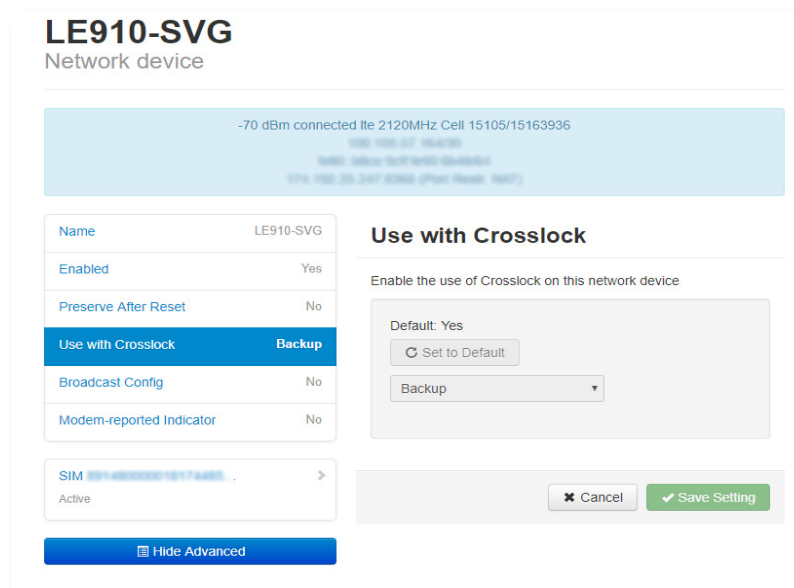 LE910-SVG
Network device
-70 dBm connected lte 2120MHz Cell 15105/15163936
Name LE910-SVG
Enabled Yes
Preserve After Reset No
Use with Crosslock Backup
Broadcast Config No
Modem-reported Indicator No
SIM
Active
Hide Advanced
Use with Crosslock
Enable the use of Crosslock on this network device
Default: Yes
Set to Default
Backup
Cancel Save Setting